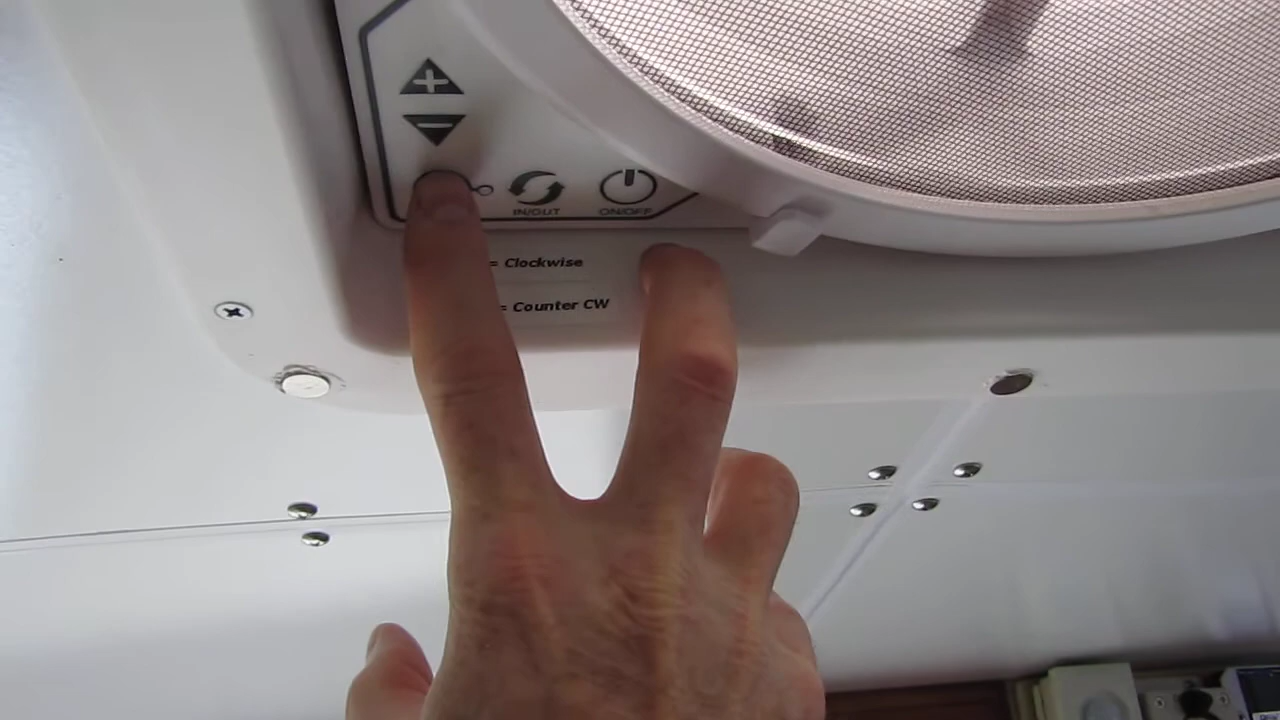 IN/OUT
ON/OFF
= Clockwise
= Counter CW